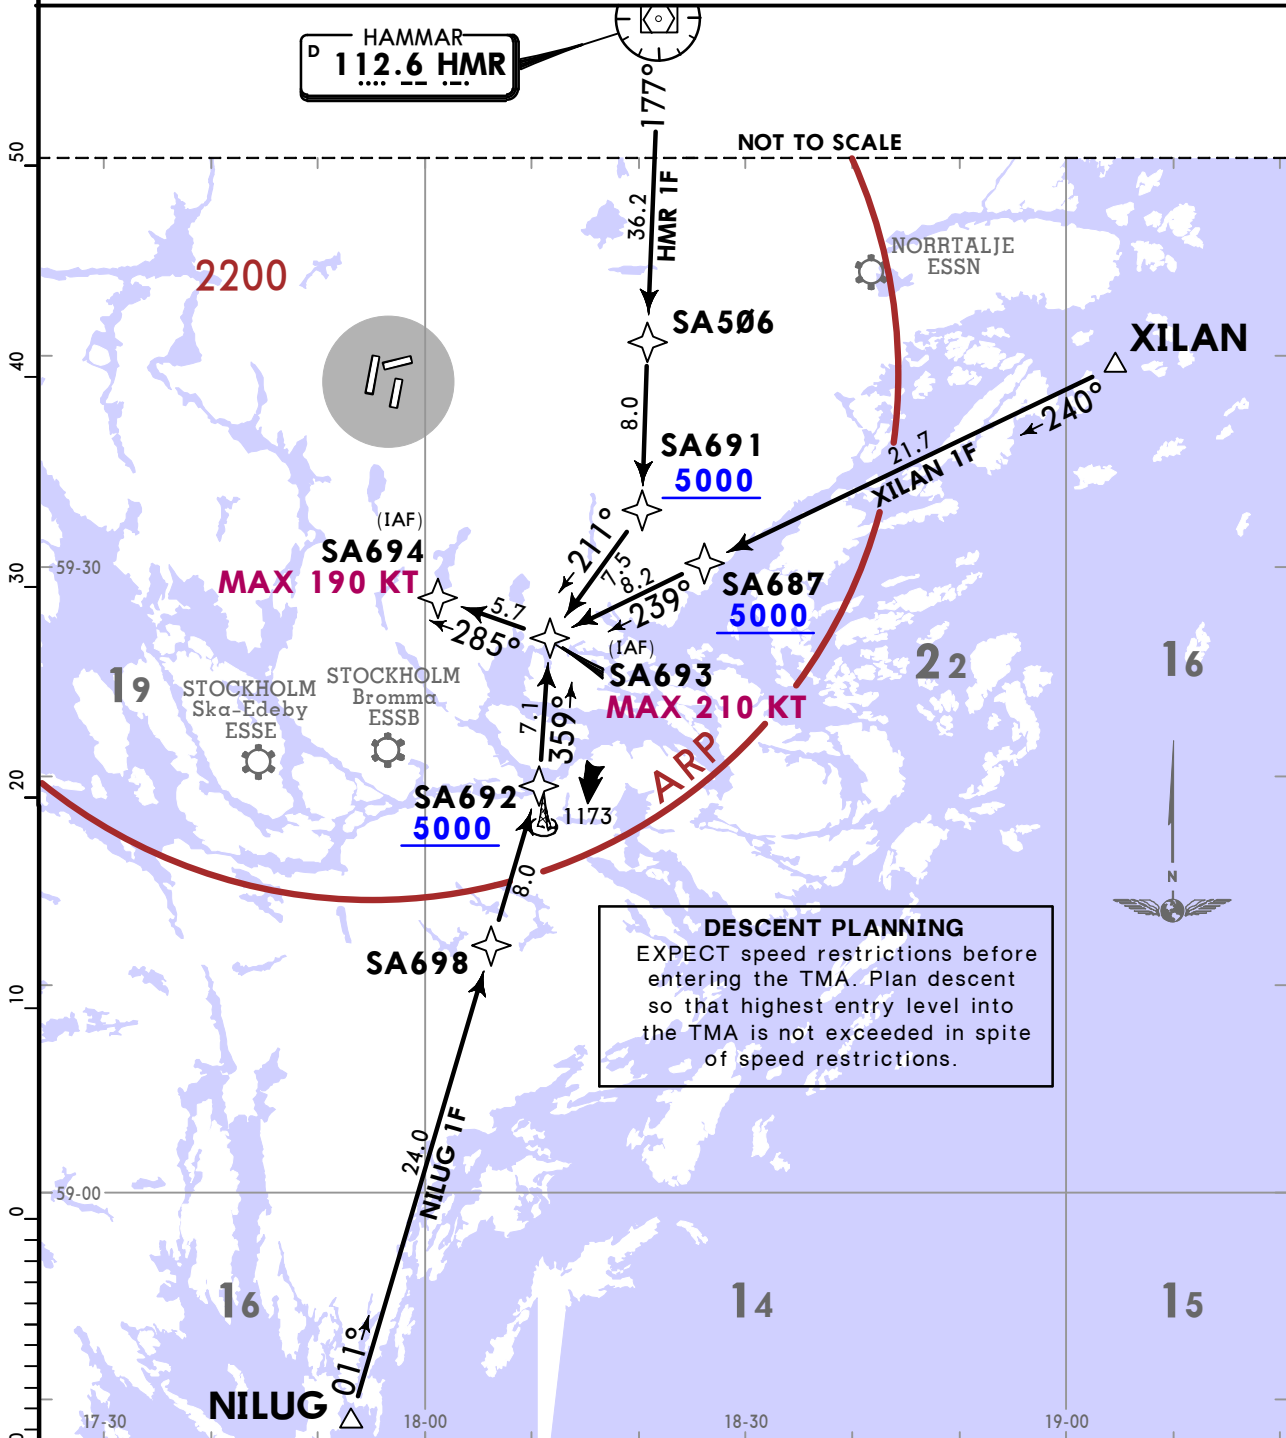 HAMMAR
D 112.6 HMR
177°
50
NOT TO SCALE
36.2
HMR 1F
NORRTALJE
ESSN
2200
SA5Ø6
XILAN
40
240°
8.0
21.7
XILAN 1F
SA691
5000
(IAF)
SA694
MAX 190 KT
211°
7.5
59-30
30
8.2
239°
SA687
5000
5.7
285°
(IAF)
SA693
MAX 210 KT
19
22
16
STOCKHOLM
Ska-Edeby
ESSE
STOCKHOLM
Bromma
ESSB
7.1
359°
ARP
20
SA692
5000
1173
8.0
N
SA698
10
DESCENT PLANNING
EXPECT speed restrictions before
entering the TMA. Plan descent
so that highest entry level into
the TMA is not exceeded in spite
of speed restrictions.
24.0
NILUG 1F
59-00
0
16
14
15
011°
NILUG
17-30
18-00
18-30
19-00